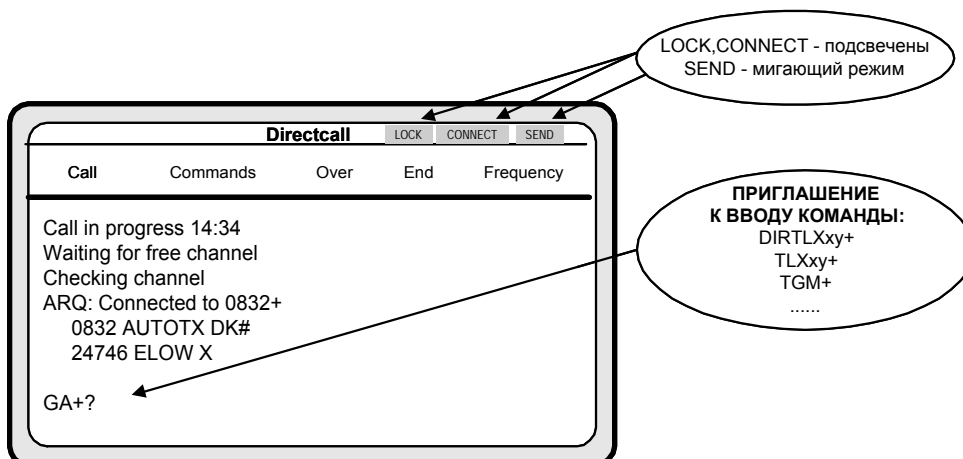 LOCK,CONNECT - подсвечены
SEND - мигающий режим
Directcall LOCK CONNECT SEND
Call Commands Over End Frequency
Call in progress 14:34
Waiting for free channel
Checking channel
ARQ: Connected to 0832+
0832 AUTOTX DK#
24746 ELOW X
GA+?
ПРИГЛАШЕНИЕ
К ВВОДУ КОМАНДЫ:
DIRTLXxy+
TLXxy+
TGM+
......